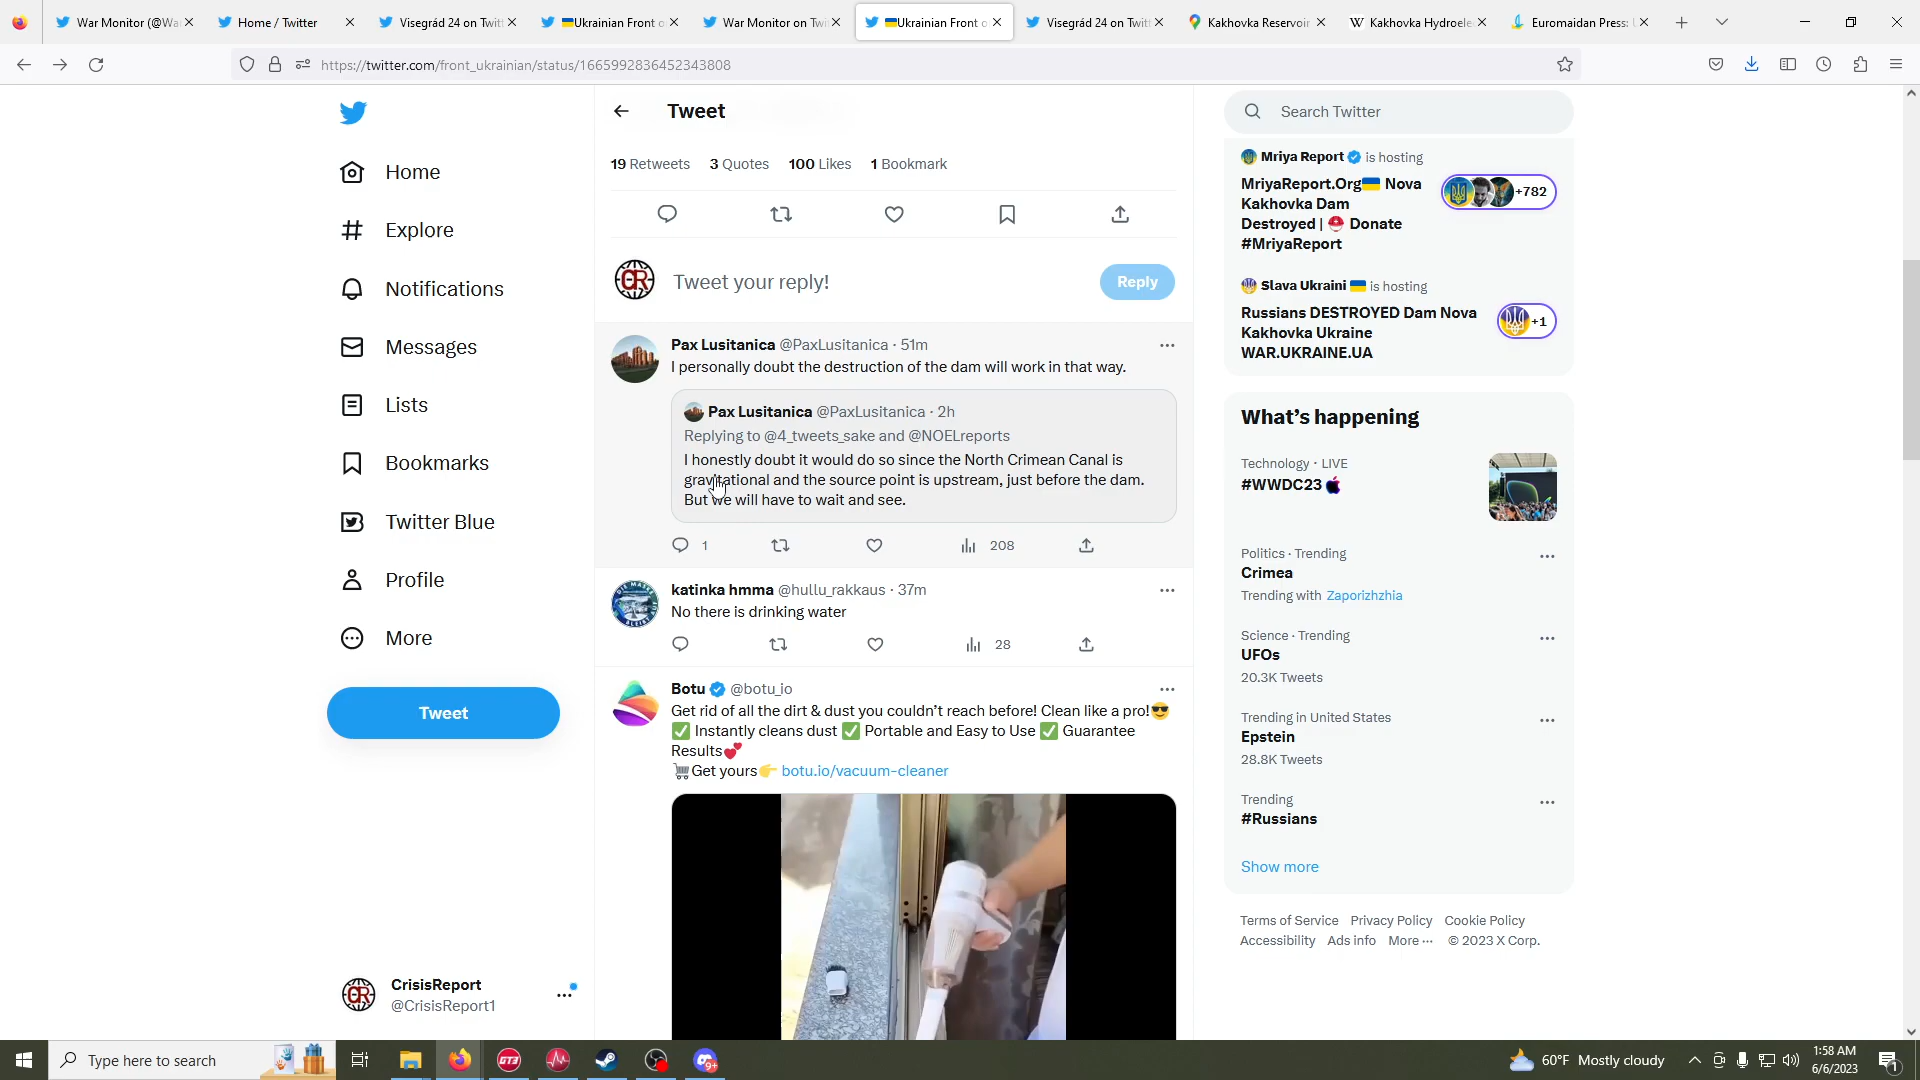 War Monitor (@Wa
Home / Twitter
Visegrád 24 on Twit
Ukrainian Front o
War Monitor on Tw
Ukrainian Front o
Visegrád 24 on Twitt
Kakhovka Reservoir
Kakhovka Hydroele
Euromaidan Press:
https://twitter.com/front_ukrainian/status/1665992836452343808
Home
Explore
Notifications
Messages
Lists
Bookmarks
Twitter Blue
Profile
More
Tweet
CrisisReport
@CrisisReport1
Tweet
19 Retweets 3 Quotes 100 Likes 1 Bookmark
Tweet your reply!
Reply
Pax Lusitanica @PaxLusitanica · 51m
I personally doubt the destruction of the dam will work in that way.
Pax Lusitanica @PaxLusitanica · 2h
Replying to @4_tweets_sake and @NOELreports
I honestly doubt it would do so since the North Crimean Canal is
gravitational and the source point is upstream, just before the dam.
But we will have to wait and see.
1 208
katinka hmma @hullu_rakkaus · 37m
No there is drinking water
28
Botu @botu_io
Get rid of all the dirt & dust you couldn't reach before! Clean like a pro!😎
✅ Instantly cleans dust ✅ Portable and Easy to Use ✅ Guarantee
Results💕
🛒Get yours👉 botu.io/vacuum-cleaner
Search Twitter
Mriya Report is hosting
MriyaReport.Org🇺🇦 Nova
Kakhovka Dam
Destroyed | ⛑️ Donate
#MriyaReport
+782
Slava Ukraini 🇺🇦 is hosting
Russians DESTROYED Dam Nova
Kakhovka Ukraine
WAR.UKRAINE.UA
+1
What's happening
Technology · LIVE
#WWDC23
Politics · Trending
Crimea
Trending with Zaporizhzhia
Science · Trending
UFOs
20.3K Tweets
Trending in United States
Epstein
28.8K Tweets
Trending
#Russians
Show more
Terms of Service Privacy Policy Cookie Policy
Accessibility Ads info More ··· © 2023 X Corp.
Type here to search
GT3
9+
60°F Mostly cloudy
1:58 AM
6/6/2023
1